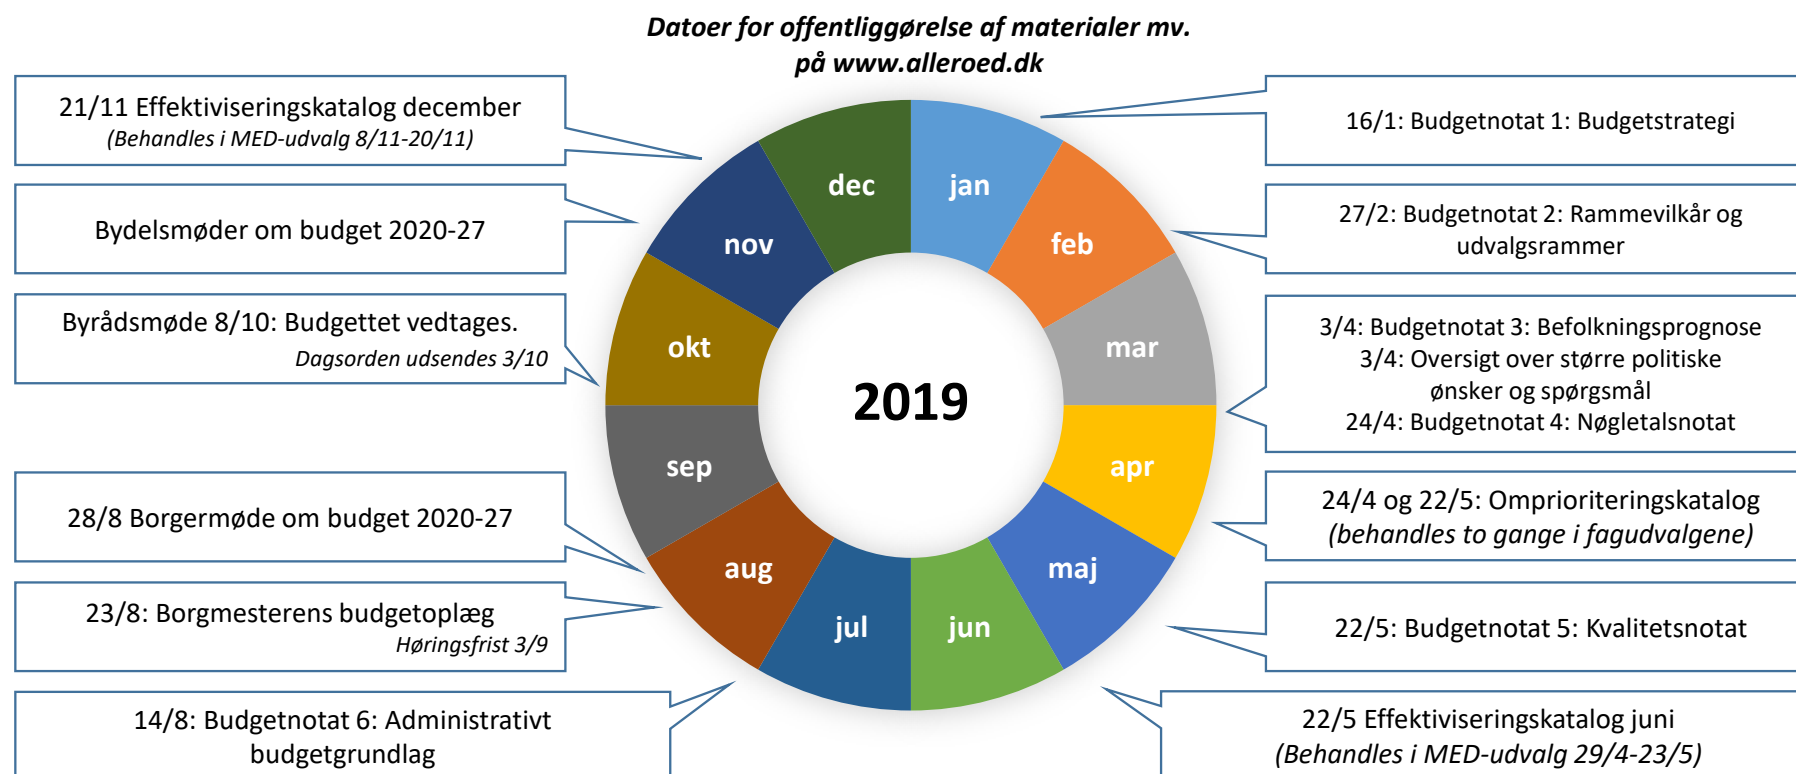 Datoer for offentliggørelse af materialer mv.
på www.alleroed.dk
21/11 Effektiviseringskatalog december
(Behandles i MED-udvalg 8/11-20/11)
Bydelsmøder om budget 2020-27
Byrådsmøde 8/10: Budgettet vedtages.
Dagsorden udsendes 3/10
28/8 Borgermøde om budget 2020-27
23/8: Borgmesterens budgetoplæg
Høringsfrist 3/9
14/8: Budgetnotat 6: Administrativt
budgetgrundlag
dec
jan
nov
feb
okt
mar
2019
sep
apr
aug
maj
jul
jun
16/1: Budgetnotat 1: Budgetstrategi
27/2: Budgetnotat 2: Rammevilkår og
udvalgsrammer
3/4: Budgetnotat 3: Befolkningsprognose
3/4: Oversigt over større politiske
ønsker og spørgsmål
24/4: Budgetnotat 4: Nøgletalsnotat
24/4 og 22/5: Omprioriteringskatalog
(behandles to gange i fagudvalgene)
22/5: Budgetnotat 5: Kvalitetsnotat
22/5 Effektiviseringskatalog juni
(Behandles i MED-udvalg 29/4-23/5)